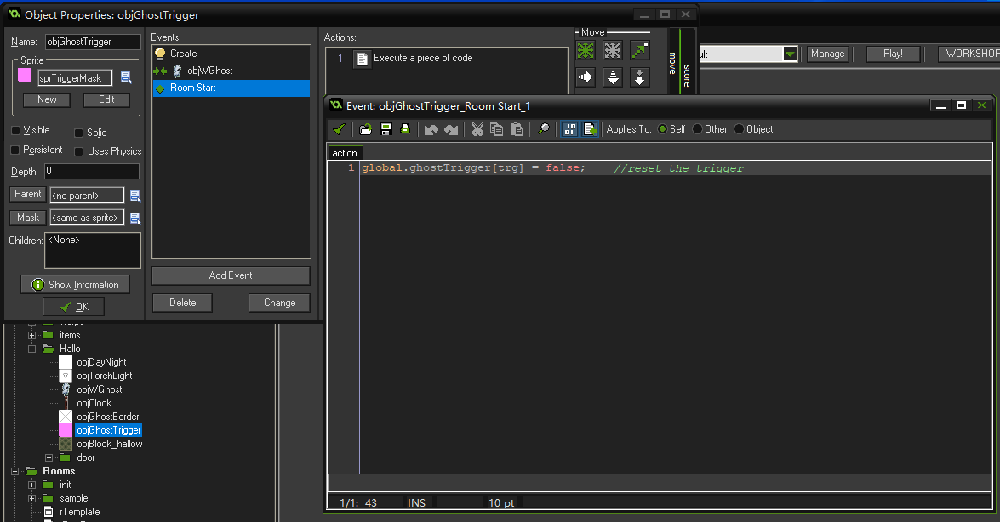 Object Properties: objGhostTrigger
Name: objGhostTrigger
Sprite
sprTriggerMask
New Edit
Visible Solid
Persistent Uses Physics
Depth: 0
Parent <no parent>
Mask <same as sprite>
Children: <None>
Show Information
OK
Events:
Create
objWGhost
Room Start
Add Event
Delete Change
Actions:
1 Execute a piece of code
Move
move
score
Manage Play! WORKSHOP
Event: objGhostTrigger_Room Start_1
Applies To: Self Other Object:
action
1 global.ghostTrigger[trg] = false; //reset the trigger
1/1: 43 INS 10 pt
items
Hallo
objDayNight
objTorchLight
objWGhost
objClock
objGhostBorder
objGhostTrigger
objBlock_hallow
door
Rooms
init
sample
rTemplate